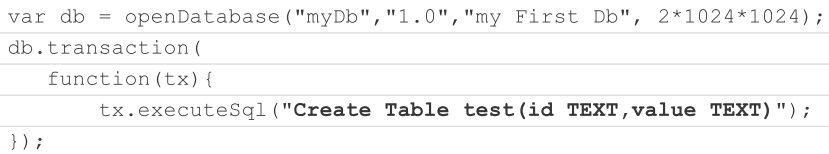 var db = openDatabase("myDb","1.0","my First Db", 2*1024*1024);
db.transaction(
function(tx){
tx.executeSql("Create Table test(id TEXT,value TEXT)");
});